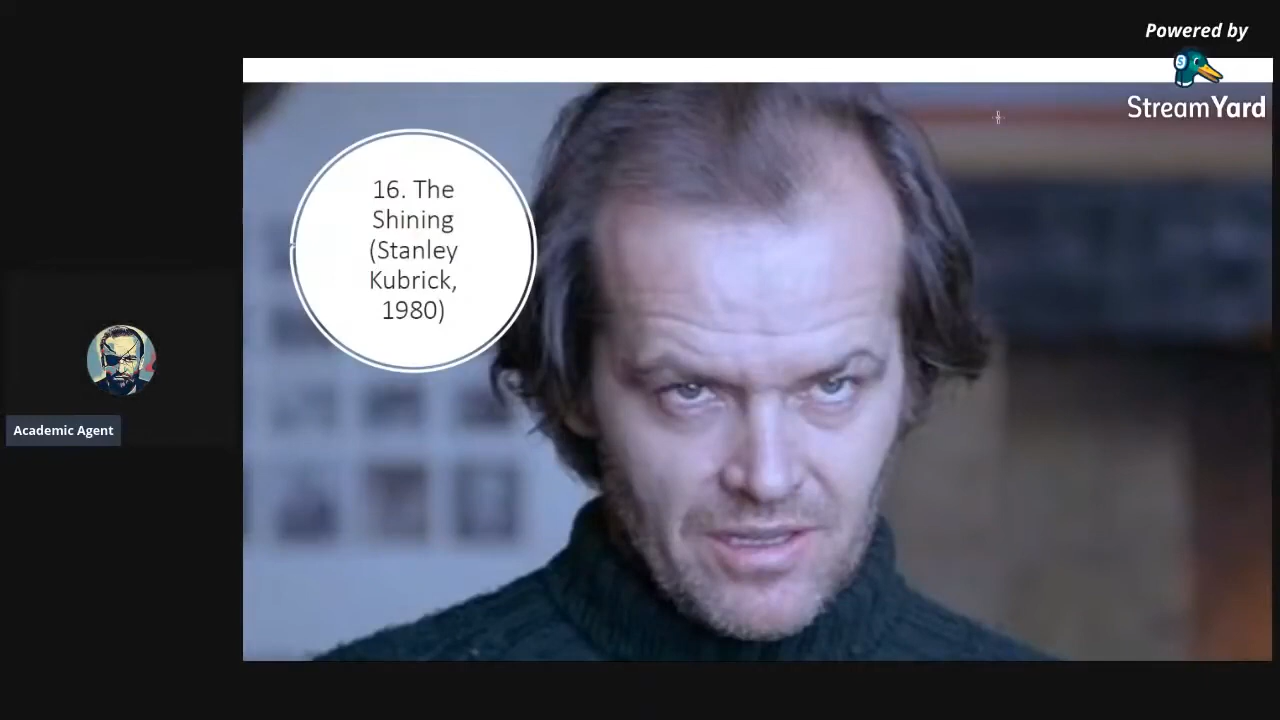 Powered by
StreamYard
16. The
Shining
(Stanley
Kubrick,
1980)
Academic Agent